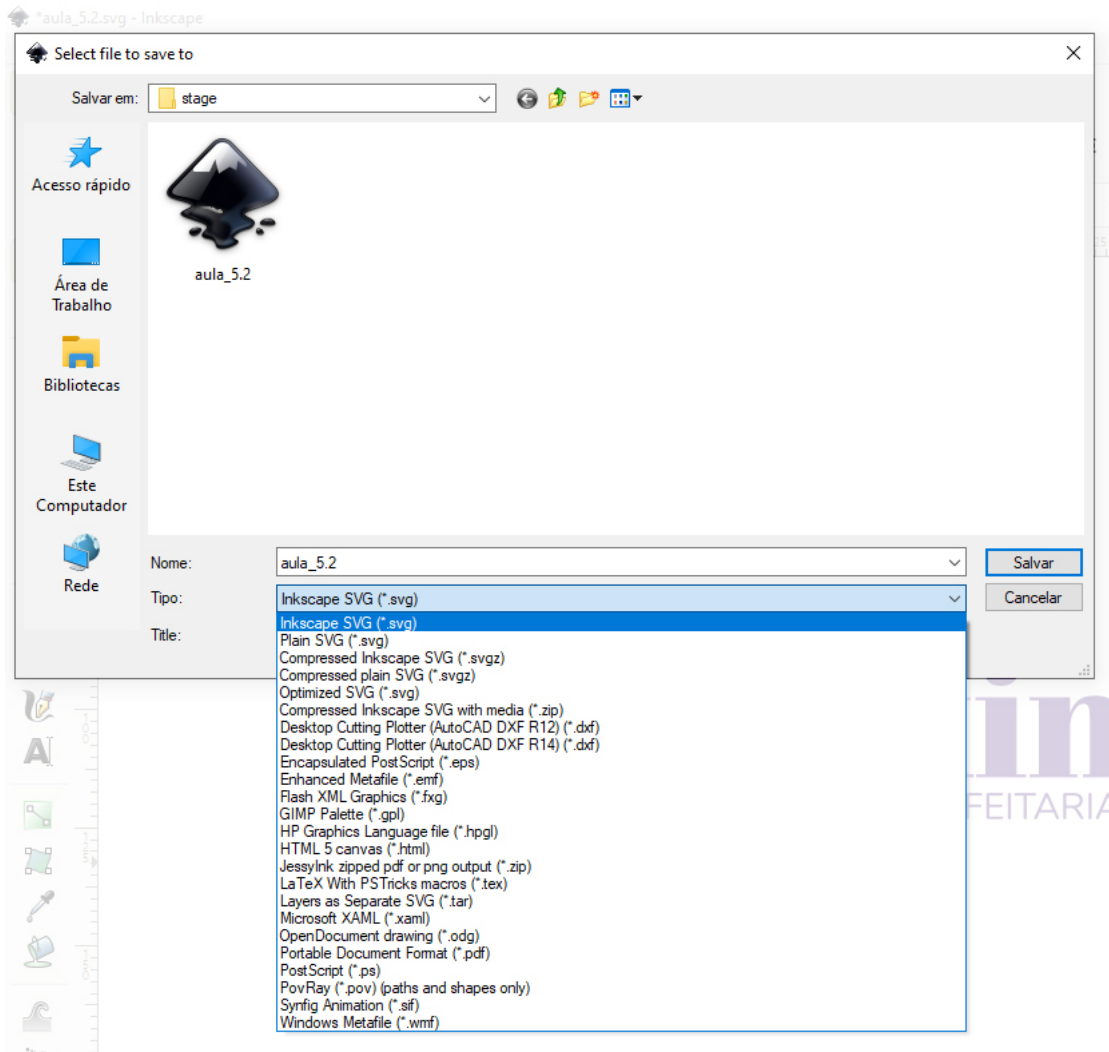 *aula_5.2.svg - Inkscape
Select file to save to
Salvar em:
stage
Acesso rápido
Área de
Trabalho
Bibliotecas
Este
Computador
Rede
aula_5.2
Nome:
aula_5.2
Salvar
Tipo:
Inkscape SVG (*.svg)
Cancelar
Title:
Inkscape SVG (*.svg)
Plain SVG (*.svg)
Compressed Inkscape SVG (*.svgz)
Compressed plain SVG (*.svgz)
Optimized SVG (*.svg)
Compressed Inkscape SVG with media (*.zip)
Desktop Cutting Plotter (AutoCAD DXF R12) (*.dxf)
Desktop Cutting Plotter (AutoCAD DXF R14) (*.dxf)
Encapsulated PostScript (*.eps)
Enhanced Metafile (*.emf)
Flash XML Graphics (*.fxg)
GIMP Palette (*.gpl)
HP Graphics Language file (*.hpgl)
HTML 5 canvas (*.html)
JessyInk zipped pdf or png output (*.zip)
LaTeX With PSTricks macros (*.tex)
Layers as Separate SVG (*.tar)
Microsoft XAML (*.xaml)
OpenDocument drawing (*.odg)
Portable Document Format (*.pdf)
PostScript (*.ps)
PovRay (*.pov) (paths and shapes only)
Synfig Animation (*.sif)
Windows Metafile (*.wmf)
in
FEITARIA